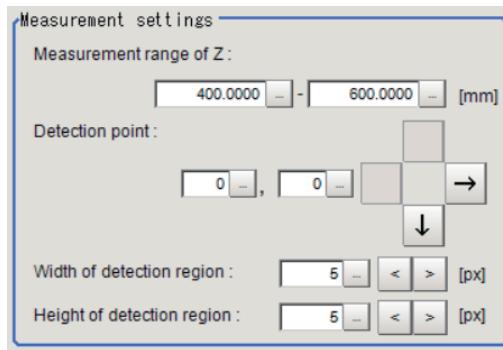 Measurement settings
Measurement range of Z :
400.0000 ... - 600.0000 ... [mm]
Detection point :
0 ... , 0 ... →
↓
Width of detection region : 5 ... < > [px]
Height of detection region : 5 ... < > [px]